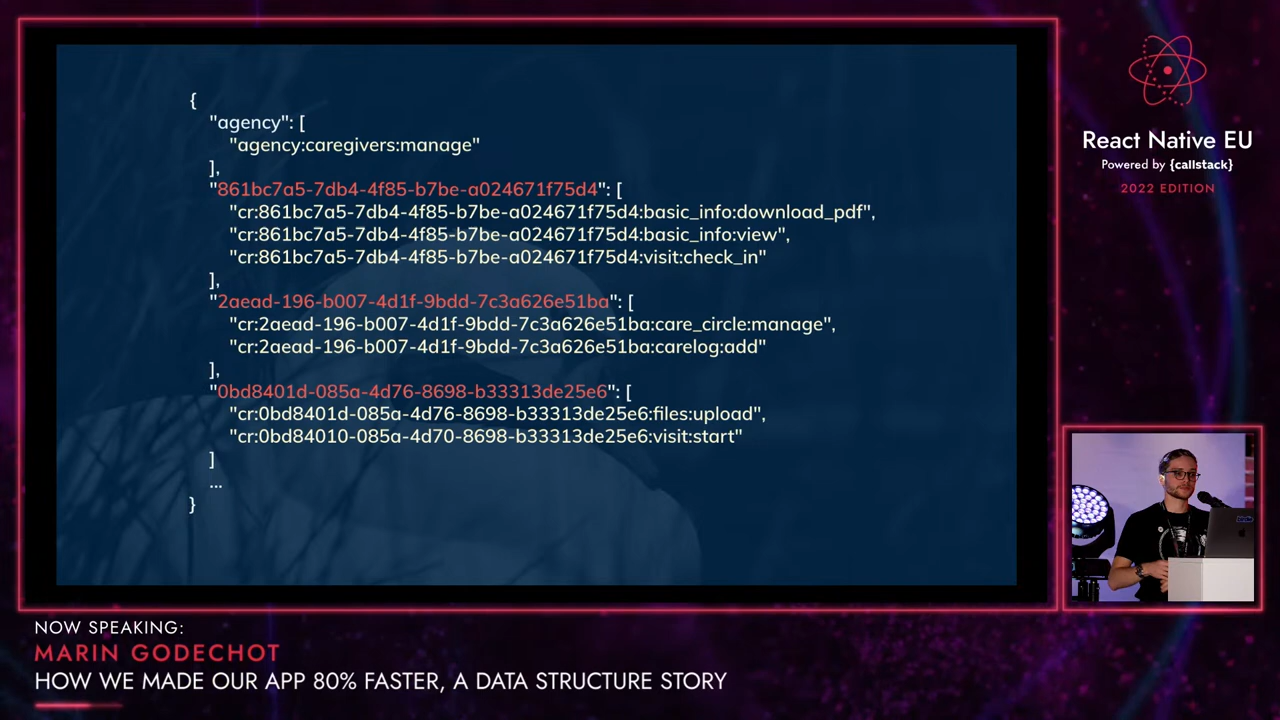 {
"agency": [
"agency:caregivers:manage"
],
"861bc7a5-7db4-4f85-b7be-a024671f75d4": [
"cr:861bc7a5-7db4-4f85-b7be-a024671f75d4:basic_info:download_pdf",
"cr:861bc7a5-7db4-4f85-b7be-a024671f75d4:basic_info:view",
"cr:861bc7a5-7db4-4f85-b7be-a024671f75d4:visit:check_in"
],
"2aead-196-b007-4d1f-9bdd-7c3a626e51ba": [
"cr:2aead-196-b007-4d1f-9bdd-7c3a626e51ba:care_circle:manage",
"cr:2aead-196-b007-4d1f-9bdd-7c3a626e51ba:carelog:add"
],
"0bd8401d-085a-4d76-8698-b33313de25e6": [
"cr:0bd8401d-085a-4d76-8698-b33313de25e6:files:upload",
"cr:0bd84010-085a-4d70-8698-b33313de25e6:visit:start"
]
...
}
React Native EU
Powered by {callstack}
2022 EDITION
NOW SPEAKING:
MARIN GODECHOT
HOW WE MADE OUR APP 80% FASTER, A DATA STRUCTURE STORY